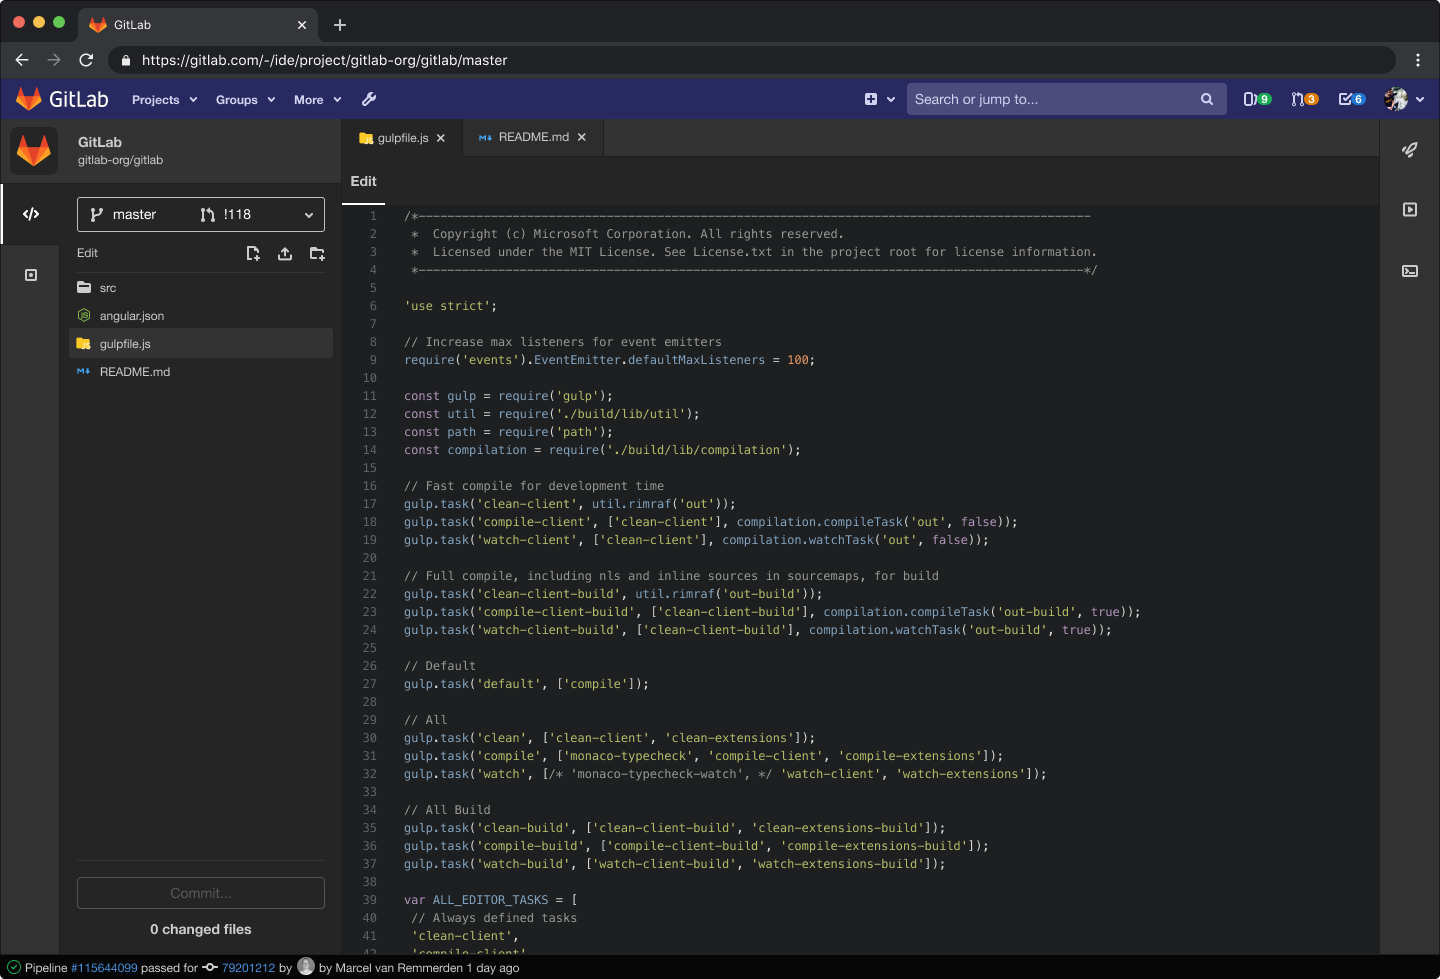 GitLab
https://gitlab.com/-/ide/project/gitlab-org/gitlab/master
GitLab Projects Groups More Search or jump to... 9 3 6
GitLab
gitlab-org/gitlab
master !118
Edit
src
angular.json
gulpfile.js
README.md
Commit...
0 changed files
gulpfile.js README.md
Edit
1 /*---------------------------------------------------------------------------------------------
2 * Copyright (c) Microsoft Corporation. All rights reserved.
3 * Licensed under the MIT License. See License.txt in the project root for license information.
4 *--------------------------------------------------------------------------------------------*/
5
6 'use strict';
7
8 // Increase max listeners for event emitters
9 require('events').EventEmitter.defaultMaxListeners = 100;
10
11 const gulp = require('gulp');
12 const util = require('./build/lib/util');
13 const path = require('path');
14 const compilation = require('./build/lib/compilation');
15
16 // Fast compile for development time
17 gulp.task('clean-client', util.rimraf('out'));
18 gulp.task('compile-client', ['clean-client'], compilation.compileTask('out', false));
19 gulp.task('watch-client', ['clean-client'], compilation.watchTask('out', false));
20
21 // Full compile, including nls and inline sources in sourcemaps, for build
22 gulp.task('clean-client-build', util.rimraf('out-build'));
23 gulp.task('compile-client-build', ['clean-client-build'], compilation.compileTask('out-build', true));
24 gulp.task('watch-client-build', ['clean-client-build'], compilation.watchTask('out-build', true));
25
26 // Default
27 gulp.task('default', ['compile']);
28
29 // All
30 gulp.task('clean', ['clean-client', 'clean-extensions']);
31 gulp.task('compile', ['monaco-typecheck', 'compile-client', 'compile-extensions']);
32 gulp.task('watch', [/* 'monaco-typecheck-watch', */ 'watch-client', 'watch-extensions']);
33
34 // All Build
35 gulp.task('clean-build', ['clean-client-build', 'clean-extensions-build']);
36 gulp.task('compile-build', ['compile-client-build', 'compile-extensions-build']);
37 gulp.task('watch-build', ['watch-client-build', 'watch-extensions-build']);
38
39 var ALL_EDITOR_TASKS = [
40 // Always defined tasks
41 'clean-client',
42 'compile-client'
Pipeline #115644099 passed for 79201212 by by Marcel van Remmerden 1 day ago